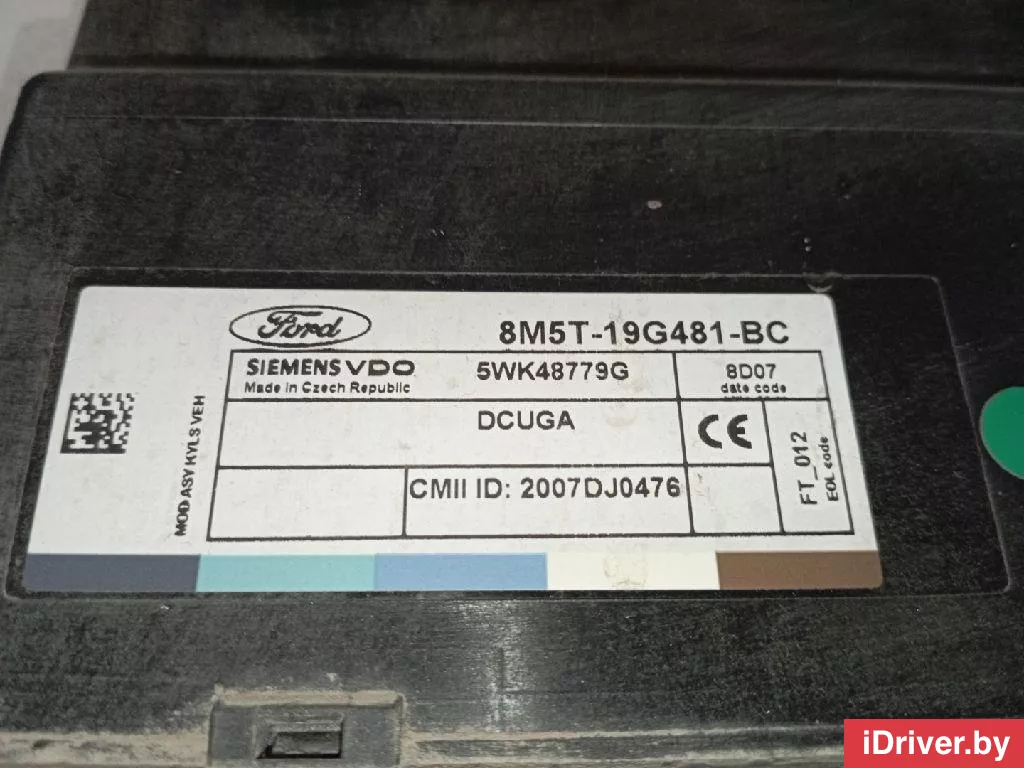 Ford
8M5T-19G481-BC
SIEMENS VDO
Made in Czech Republic
5WK48779G
8D07
date code
DCUGA
CE
CMII ID: 2007DJ0476
FT_012
EOL code
MOD ASY KYLS VEH
iDriver.by